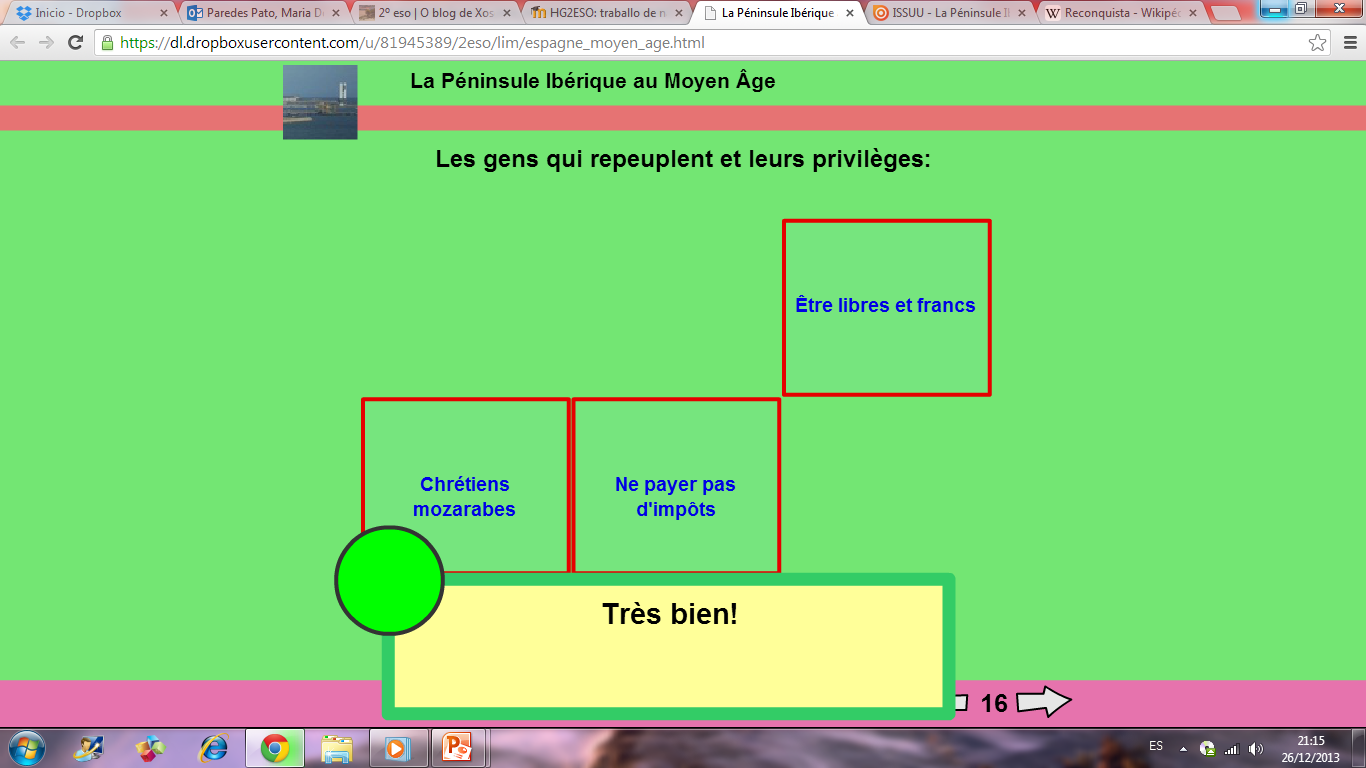 Inicio - Dropbox
Paredes Pato, Maria D
2º eso | O blog de Xos
HG2ESO: traballo de n
La Péninsule Ibérique
ISSUU - La Péninsule I
Reconquista - Wikipéd
https://dl.dropboxusercontent.com/u/81945389/2eso/lim/espagne_moyen_age.html
La Péninsule Ibérique au Moyen Âge
Les gens qui repeuplent et leurs privilèges:
Être libres et francs
Chrétiens
mozarabes
Ne payer pas
d'impôts
Très bien!
16
ES
21:15
26/12/2013